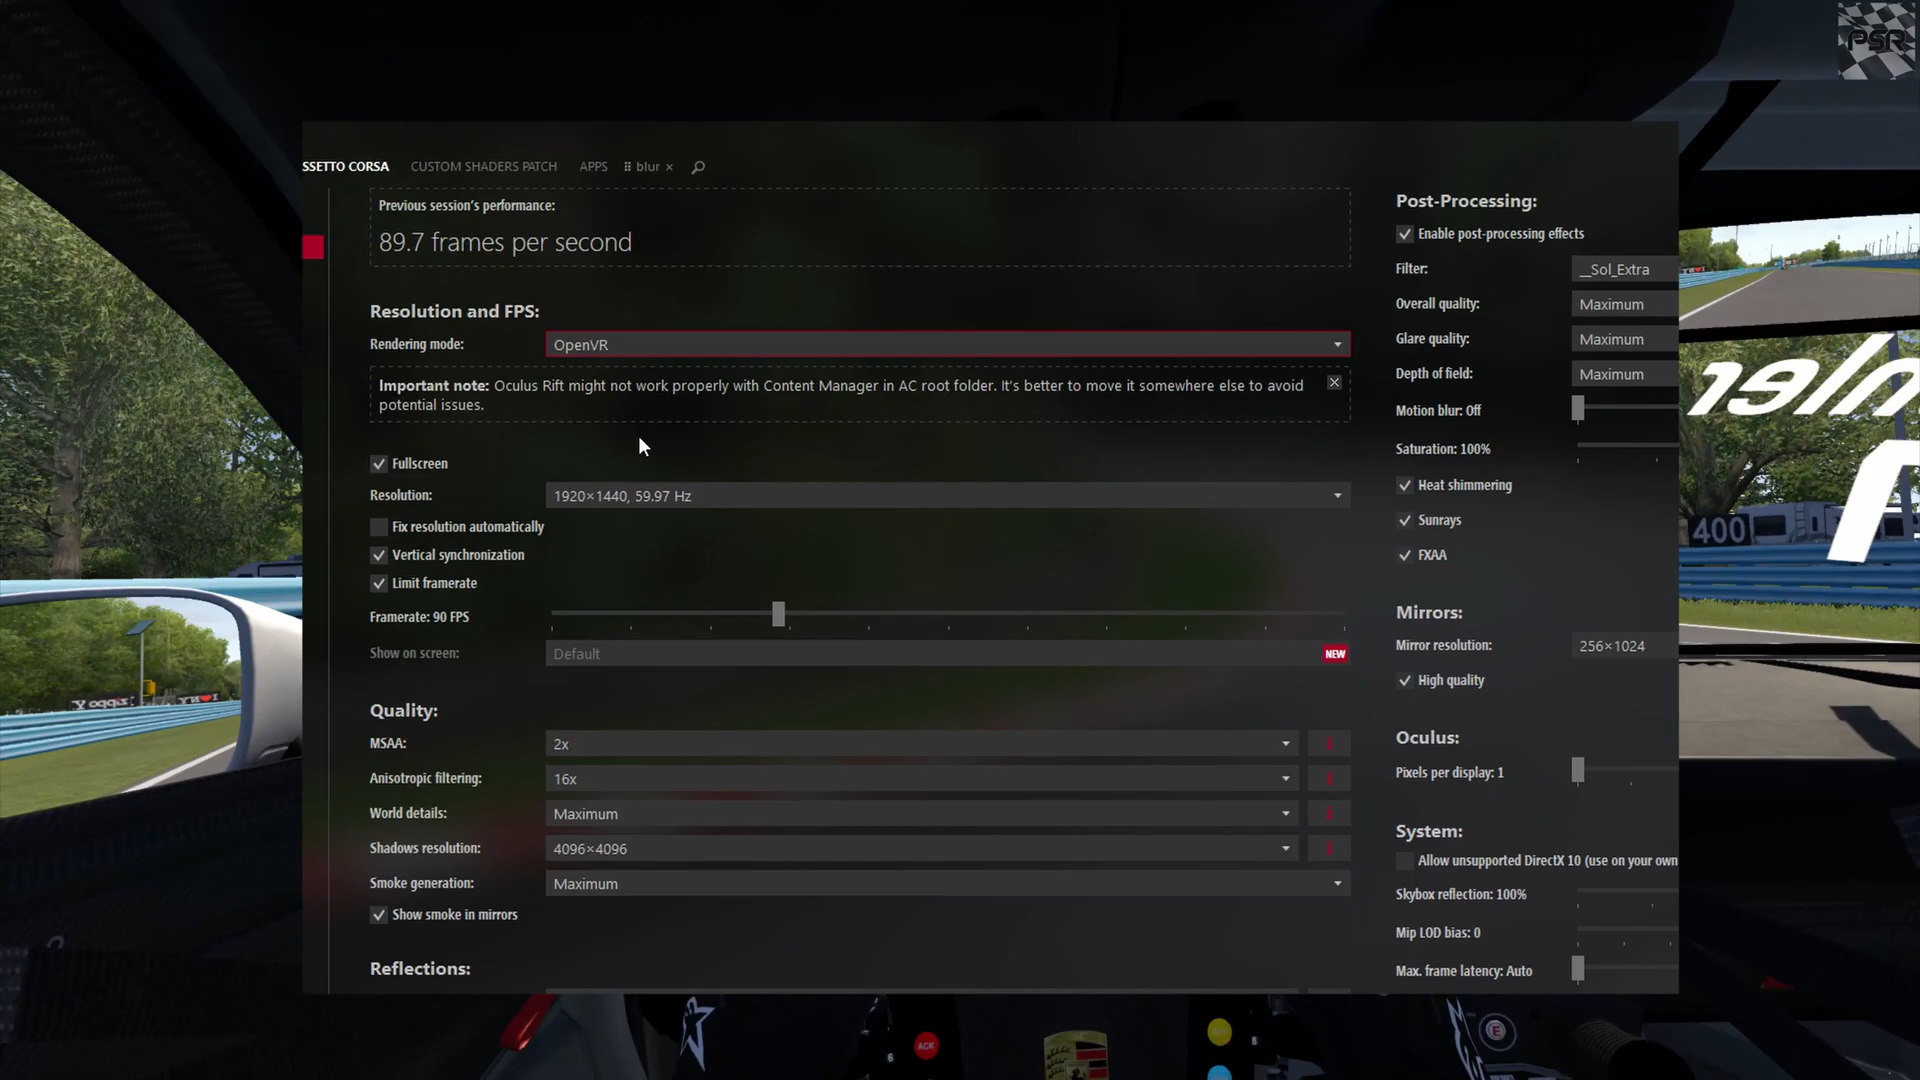 PSR
SSETTO CORSA
CUSTOM SHADERS PATCH
APPS
blur ×
Previous session's performance:
89.7 frames per second
Resolution and FPS:
Rendering mode:
OpenVR
Important note: Oculus Rift might not work properly with Content Manager in AC root folder. It's better to move it somewhere else to avoid
potential issues.
Fullscreen
Resolution:
1920×1440, 59.97 Hz
Fix resolution automatically
Vertical synchronization
Limit framerate
Framerate: 90 FPS
Show on screen:
Default
NEW
Quality:
MSAA:
2x
Anisotropic filtering:
16x
World details:
Maximum
Shadows resolution:
4096×4096
Smoke generation:
Maximum
Show smoke in mirrors
Reflections:
Post-Processing:
Enable post-processing effects
Filter:
__Sol_Extra
Overall quality:
Maximum
Glare quality:
Maximum
Depth of field:
Maximum
Motion blur: Off
Saturation: 100%
Heat shimmering
Sunrays
FXAA
Mirrors:
Mirror resolution:
256×1024
High quality
Oculus:
Pixels per display: 1
System:
Allow unsupported DirectX 10 (use on your own
Skybox reflection: 100%
Mip LOD bias: 0
Max. frame latency: Auto
400
zippo
I NY
6
ACK
B
E